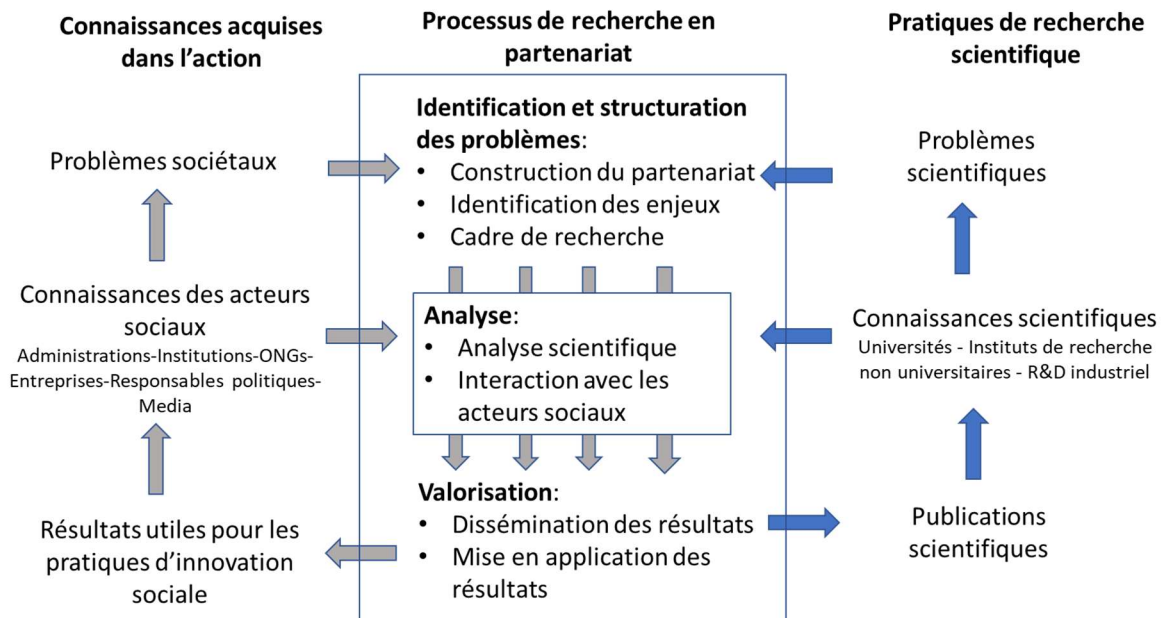 Connaissances acquises
dans l’action
Processus de recherche en
partenariat
Pratiques de recherche
scientifique
Problèmes sociétaux
Connaissances des acteurs
sociaux
Administrations-Institutions-ONGs-
Entreprises-Responsables politiques-
Media
Résultats utiles pour les
pratiques d’innovation
sociale
Identification et structuration
des problèmes:
• Construction du partenariat
• Identification des enjeux
• Cadre de recherche
Analyse:
• Analyse scientifique
• Interaction avec les
acteurs sociaux
Valorisation:
• Dissémination des résultats
• Mise en application des
résultats
Problèmes
scientifiques
Connaissances scientifiques
Universités - Instituts de recherche
non universitaires - R&D industriel
Publications
scientifiques